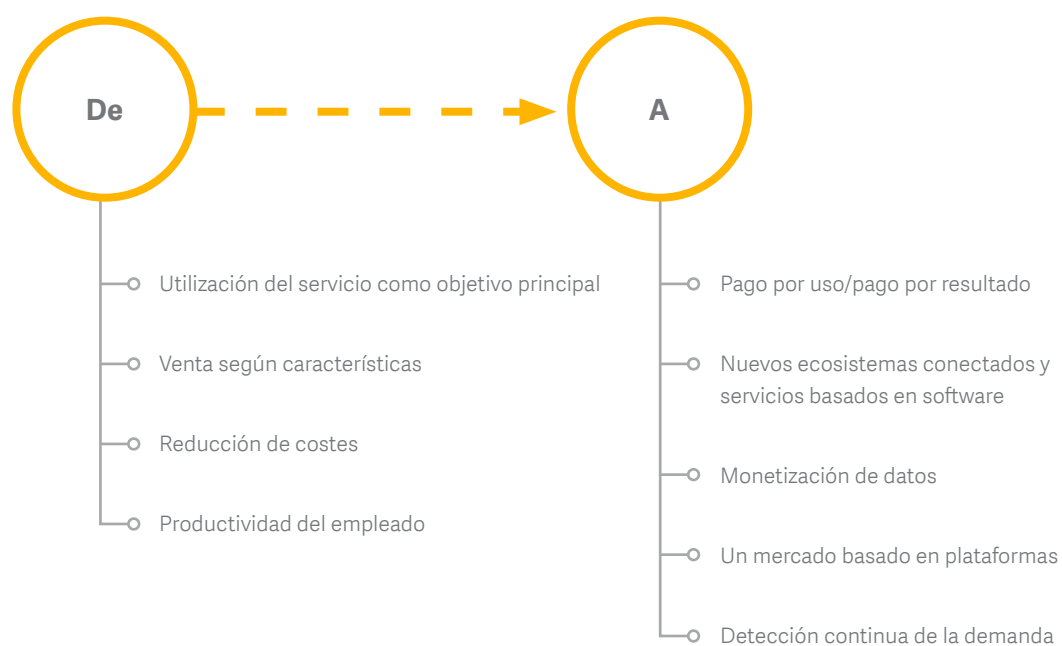 De
A
Utilización del servicio como objetivo principal
Venta según características
Reducción de costes
Productividad del empleado
Pago por uso/pago por resultado
Nuevos ecosistemas conectados y
servicios basados en software
Monetización de datos
Un mercado basado en plataformas
Detección continua de la demanda